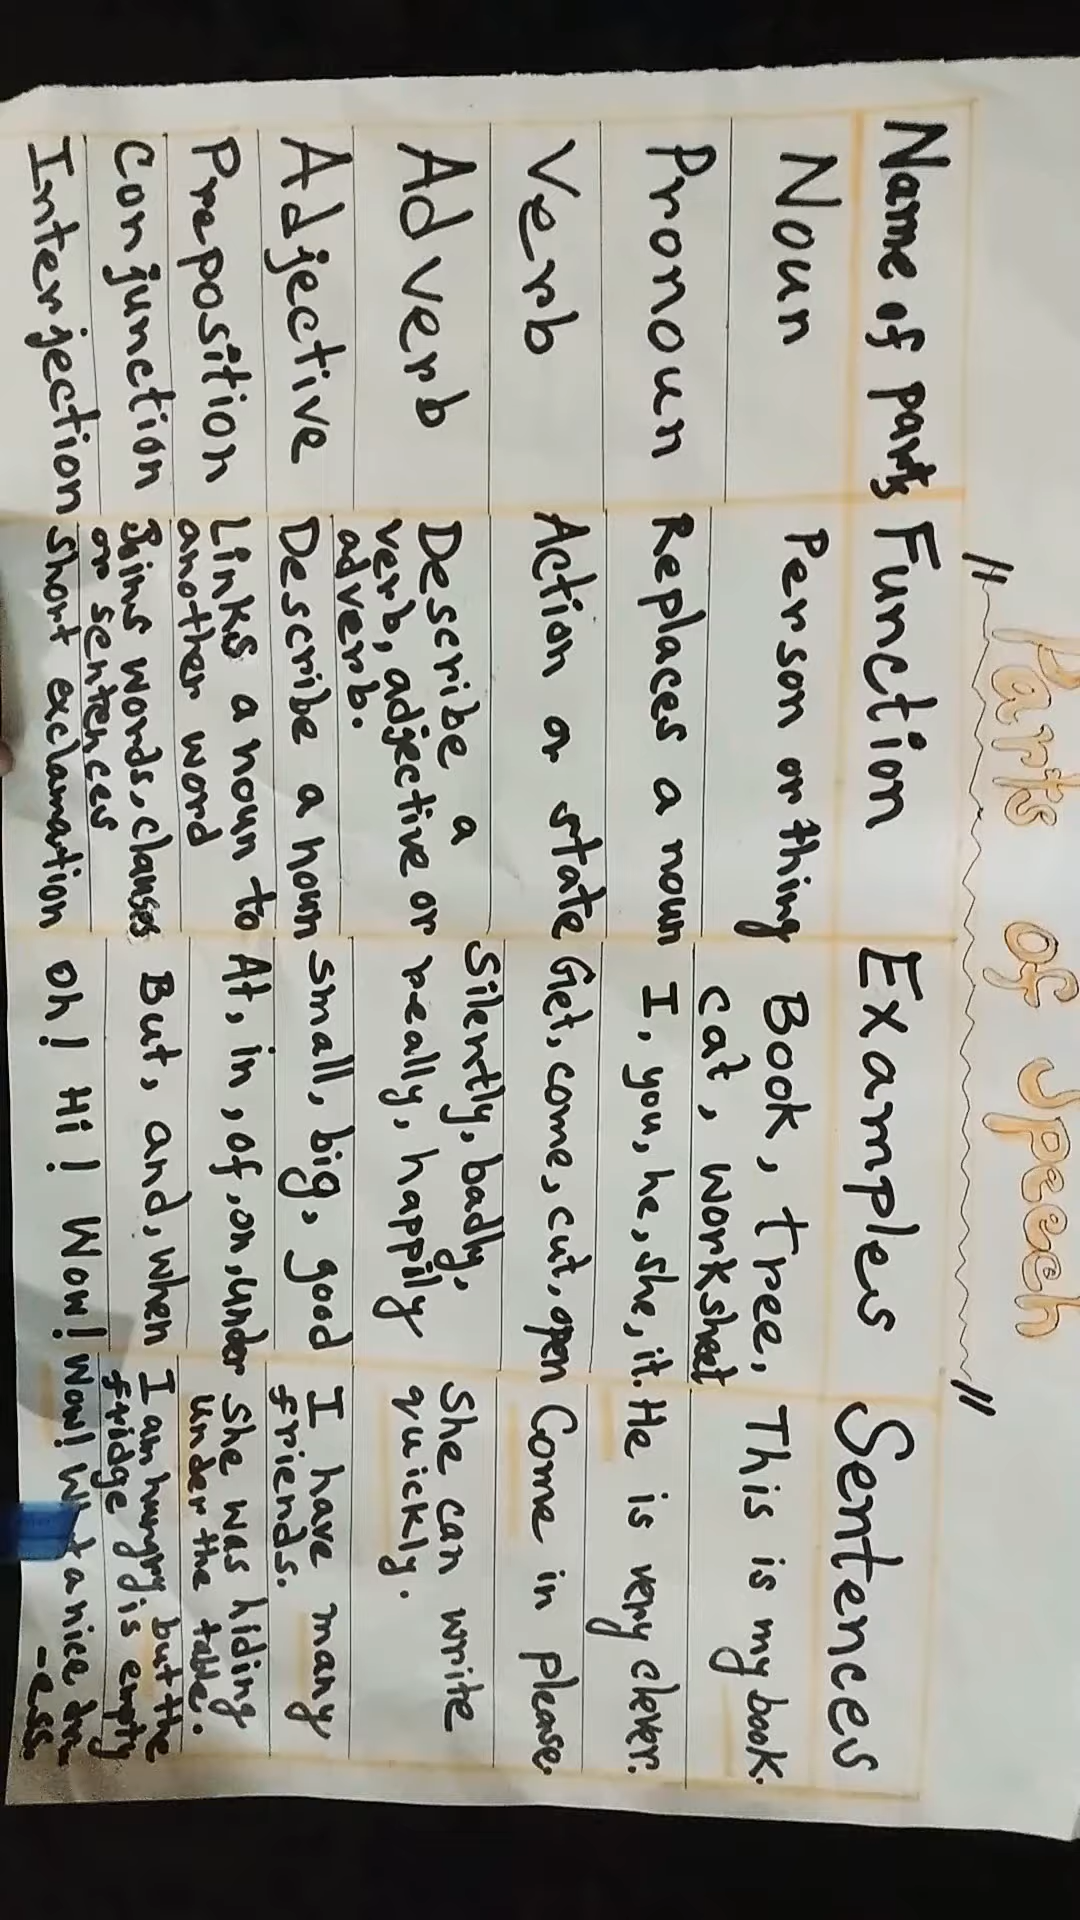 Parts of Speech
Name of parts Function Examples Sentences
Noun Person or thing Book, tree, This is my book.
cat, worksheet
Pronoun Replaces a noun I, you, he, she, it. He is very clever.
Verb Action or state Get, come, cut, open Come in please.
Adverb Describe a Silently, badly, She can write
verb, adjective or really, happily quickly.
adverb.
Adjective Describe a noun small, big, good I have many
friends.
Preposition Links a noun to At, in, of, on, under She was hiding
another word under the table.
Conjunction Joins words, clauses But, and, when I am hungry but the
or sentences fridge is empty
Interjection short exclamation Oh! Hi! Wow! Wow! a nice
-ess.